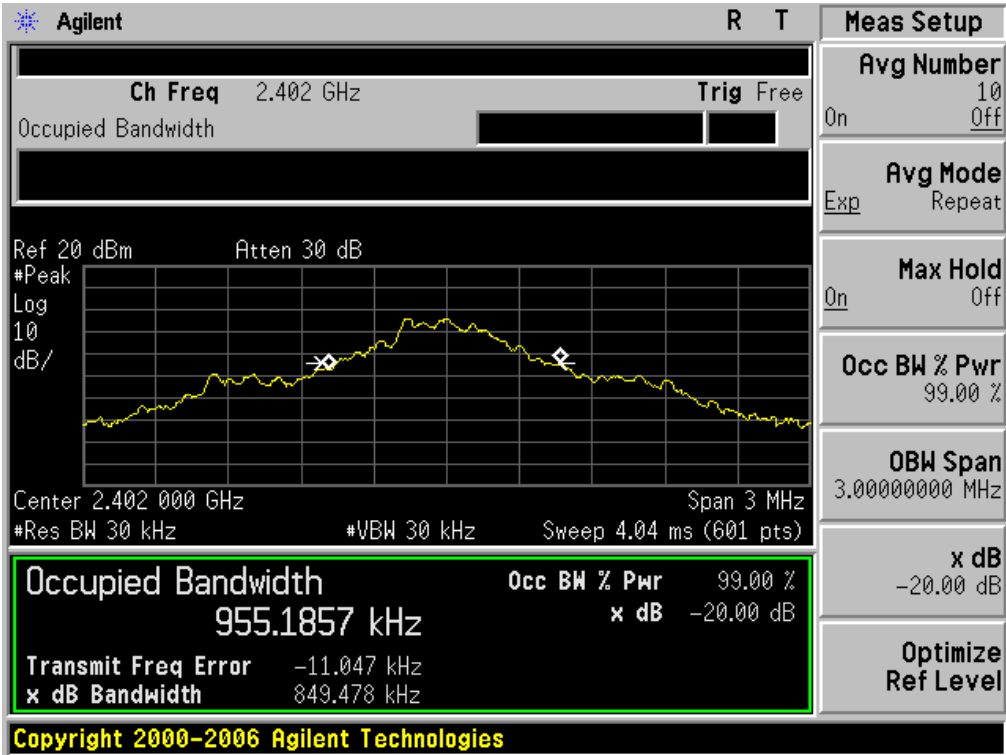 Agilent R T
Ch Freq 2.402 GHz Trig Free
Occupied Bandwidth
Ref 20 dBm Atten 30 dB
#Peak
Log
10
dB/
Center 2.402 000 GHz Span 3 MHz
#Res BW 30 kHz #VBW 30 kHz Sweep 4.04 ms (601 pts)
Occupied Bandwidth
955.1857 kHz
Occ BW % Pwr 99.00 %
x dB -20.00 dB
Transmit Freq Error -11.047 kHz
x dB Bandwidth 849.478 kHz
Copyright 2000-2006 Agilent Technologies
Meas Setup
Avg Number
10
On Off
Avg Mode
Exp Repeat
Max Hold
On Off
Occ BW % Pwr
99.00 %
OBW Span
3.00000000 MHz
x dB
-20.00 dB
Optimize
Ref Level